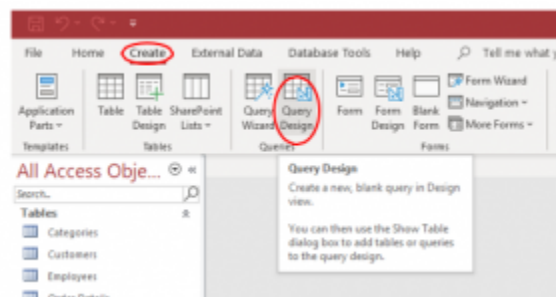 File Home Create External Data Database Tools Help Tell me what
Application Parts
Table
Table Design
SharePoint Lists
Query Wizard
Query Design
Form
Form Design
Blank Form
Form Wizard
Navigation
More Forms
Templates
Tables
Queries
Forms
All Access Obje...
Search...
Tables
Categories
Customers
Employees
Order Details
Query Design
Create a new, blank query in Design
view.
You can then use the Show Table
dialog box to add tables or queries
to the query design.